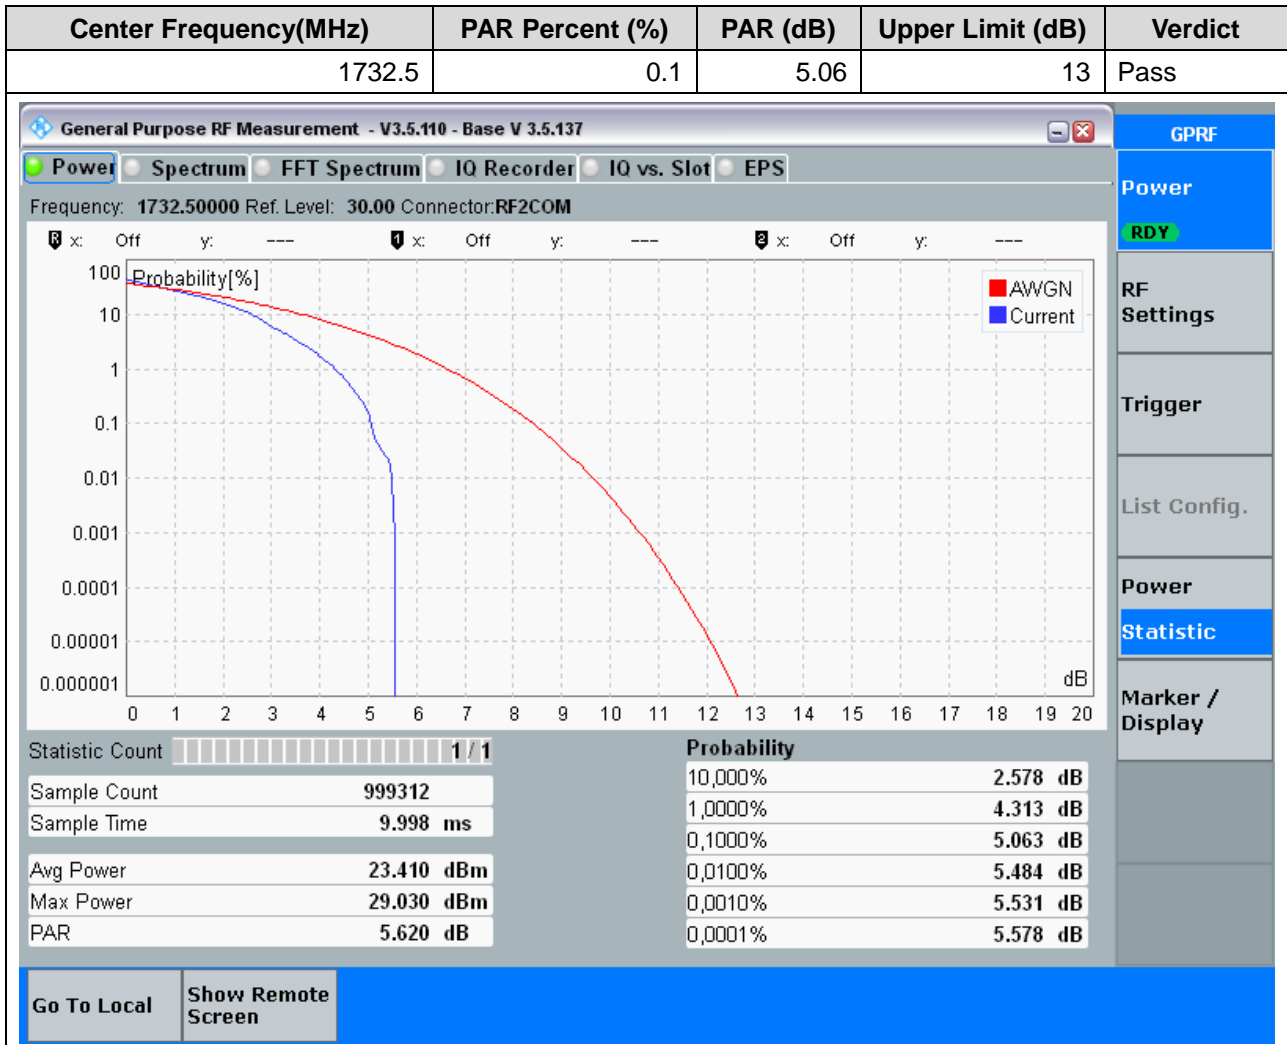 Center Frequency(MHz) PAR Percent (%) PAR (dB) Upper Limit (dB) Verdict
1732.5 0.1 5.06 13 Pass
General Purpose RF Measurement - V3.5.110 - Base V 3.5.137
GPRF
Power Spectrum FFT Spectrum IQ Recorder IQ vs. Slot EPS
Power
RDY
Frequency: 1732.50000 Ref. Level: 30.00 Connector:RF2COM
R x: Off y: --- 1 x: Off y: --- 2 x: Off y: ---
Probability[%]
AWGN
Current
100
10
1
0.1
0.01
0.001
0.0001
0.00001
0.000001
dB
0 1 2 3 4 5 6 7 8 9 10 11 12 13 14 15 16 17 18 19 20
RF
Settings
Trigger
List Config.
Power
Statistic
Marker /
Display
Statistic Count 1 / 1
Sample Count 999312
Sample Time 9.998 ms
Avg Power 23.410 dBm
Max Power 29.030 dBm
PAR 5.620 dB
Probability
10,000% 2.578 dB
1,0000% 4.313 dB
0,1000% 5.063 dB
0,0100% 5.484 dB
0,0010% 5.531 dB
0,0001% 5.578 dB
Go To Local
Show Remote
Screen